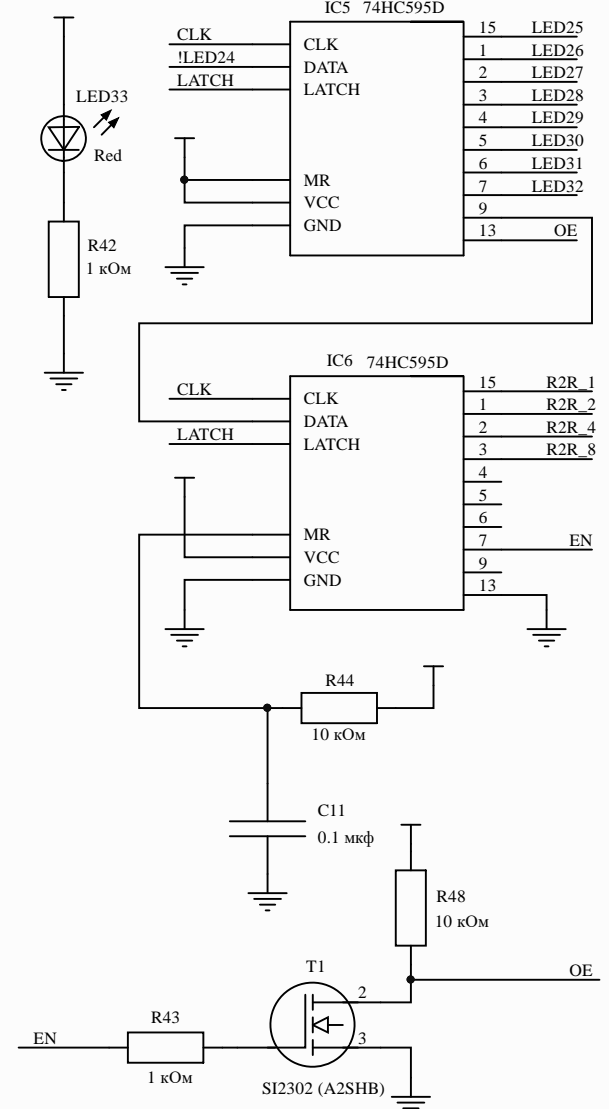 IC5 74HC595D
CLK
!LED24
LATCH
CLK
DATA
LATCH
MR
VCC
GND
15 LED25
1 LED26
2 LED27
3 LED28
4 LED29
5 LED30
6 LED31
7 LED32
9
13 OE
LED33
Red
R42
1 кОм
IC6 74HC595D
CLK
LATCH
CLK
DATA
LATCH
MR
VCC
GND
15 R2R_1
1 R2R_2
2 R2R_4
3 R2R_8
4
5
6
7 EN
9
13
R44
10 кОм
C11
0.1 мкф
R48
10 кОм
OE
T1
2
3
EN
R43
1 кОм
SI2302 (A2SHB)